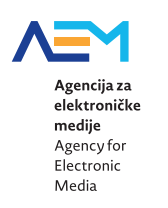 AEM
Agencija za
elektroničke
medije
Agency for
Electronic
Media